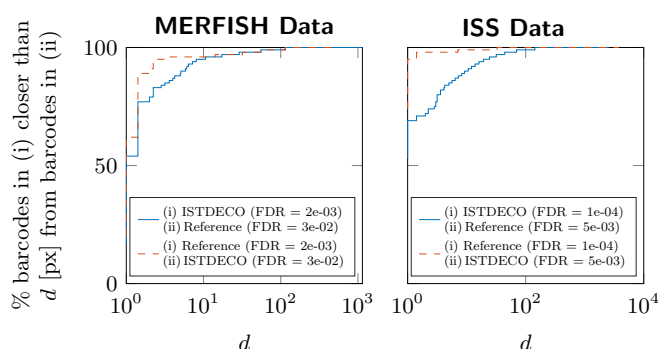 MERFISH Data
ISS Data
% barcodes in (i) closer than
d [px] from barcodes in (ii)
100
50
0
(i) ISTDECO (FDR = 2e-03)
(ii) Reference (FDR = 3e-02)
(i) Reference (FDR = 2e-03)
(ii) ISTDECO (FDR = 3e-02)
10^0 10^1 10^2 10^3
d
100
50
0
(i) ISTDECO (FDR = 1e-04)
(ii) Reference (FDR = 5e-03)
(i) Reference (FDR = 1e-04)
(ii) ISTDECO (FDR = 5e-03)
10^0 10^2 10^4
d